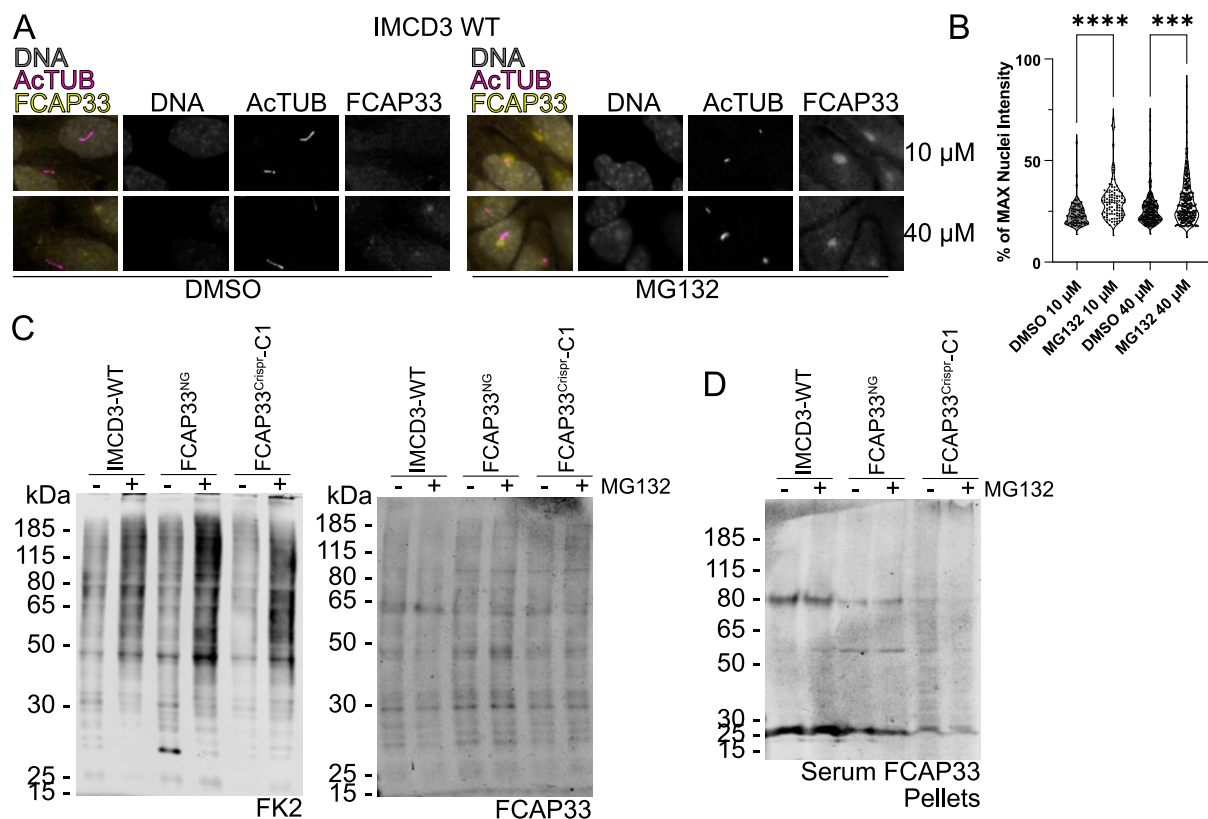 A
IMCD3 WT
DNA
AcTUB
FCAP33
DNA
AcTUB
FCAP33
DNA
AcTUB
FCAP33
DNA
AcTUB
FCAP33
10 µM
40 µM
DMSO
MG132
B
**** ***
% of MAX Nuclei Intensity
100
50
0
DMSO 10 µM
MG132 10 µM
DMSO 40 µM
MG132 40 µM
C
IMCD3-WT
FCAP33NG
FCAP33Crispr-C1
- + - + - +
kDa
185 -
115 -
80 -
65 -
50 -
30 -
25 -
15 -
FK2
IMCD3-WT
FCAP33NG
FCAP33Crispr-C1
- + - + - + MG132
kDa
185 -
115 -
80 -
65 -
50 -
30 -
25 -
15 -
FCAP33
D
IMCD3-WT
FCAP33NG
FCAP33Crispr-C1
- + - + - + MG132
kDa
185 -
115 -
80 -
65 -
50 -
30 -
25 -
15 -
Serum FCAP33
Pellets